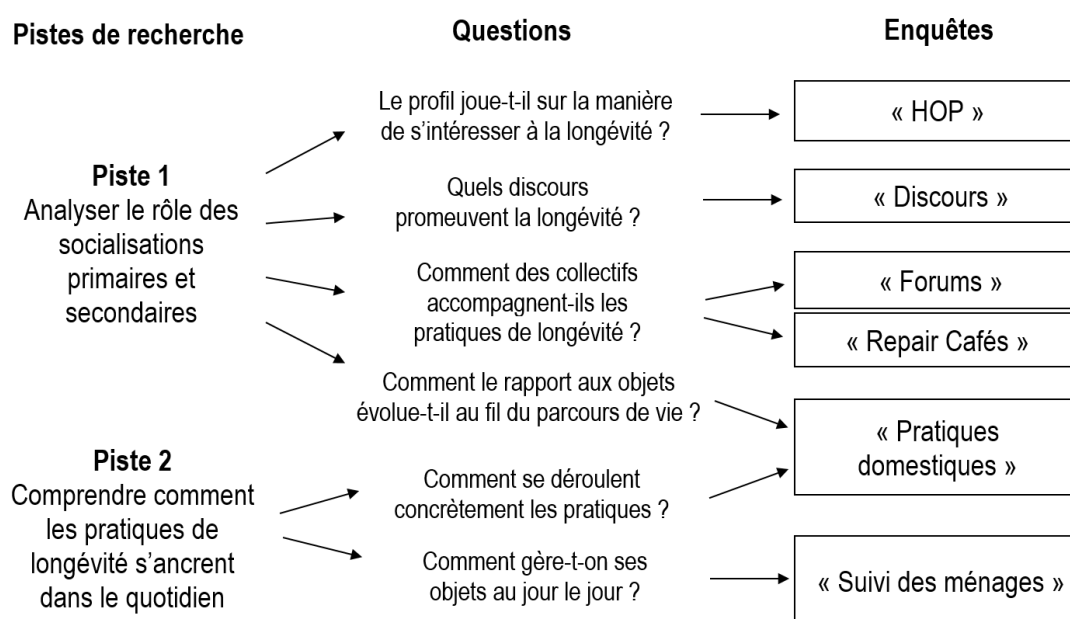 Pistes de recherche
Questions
Enquêtes
Piste 1
Analyser le rôle des
socialisations
primaires et
secondaires
Le profil joue-t-il sur la manière
de s'intéresser à la longévité ?
« HOP »
Quels discours
promeuvent la longévité ?
« Discours »
Comment des collectifs
accompagnent-ils les
pratiques de longévité ?
« Forums »
« Repair Cafés »
Comment le rapport aux objets
évolue-t-il au fil du parcours de vie ?
« Pratiques
domestiques »
Piste 2
Comprendre comment
les pratiques de
longévité s'ancrent
dans le quotidien
Comment se déroulent
concrètement les pratiques ?
Comment gère-t-on ses
objets au jour le jour ?
« Suivi des ménages »